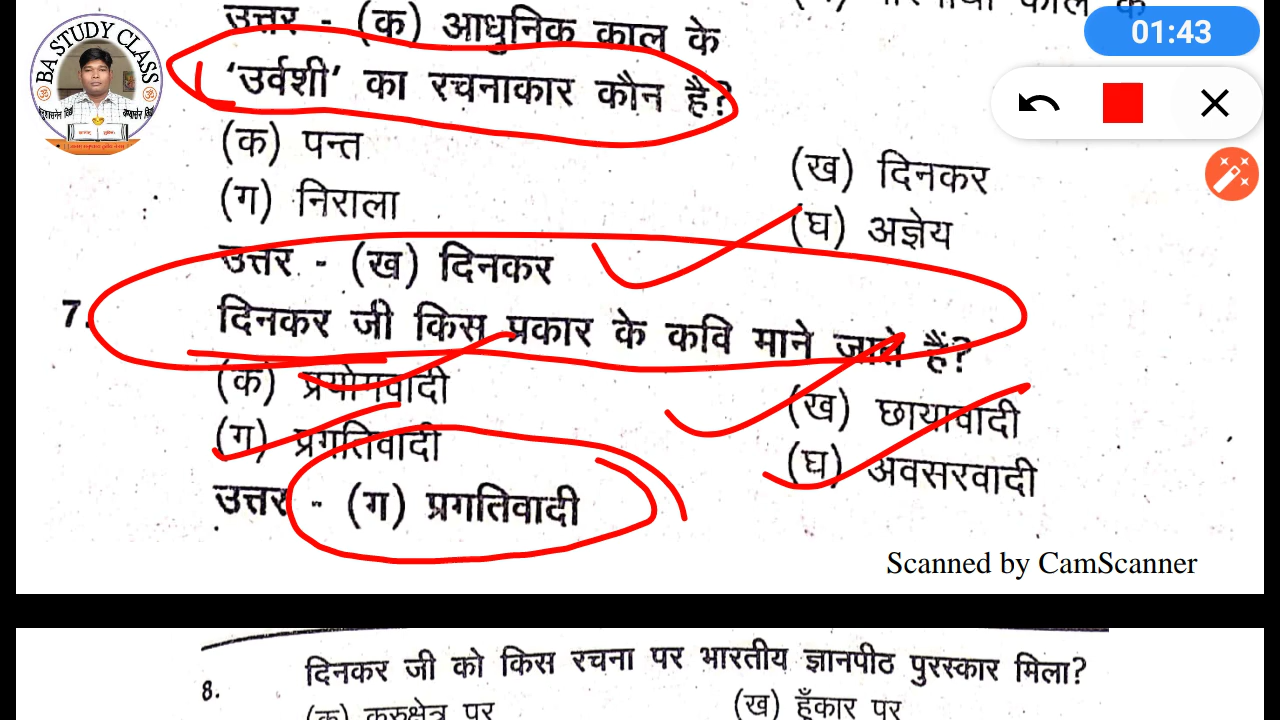 BA STUDY CLASS
01:43
उत्तर - (क) आधुनिक काल के
'उर्वशी' का रचनाकार कौन है?
(क) पन्त
(ख) दिनकर
(ग) निराला
(घ) अज्ञेय
उत्तर - (ख) दिनकर
7. दिनकर जी किस प्रकार के कवि माने जाते हैं?
(क) प्रयोगवादी
(ख) छायावादी
(ग) प्रगतिवादी
(घ) अवसरवादी
उत्तर - (ग) प्रगतिवादी
Scanned by CamScanner
8. दिनकर जी को किस रचना पर भारतीय ज्ञानपीठ पुरस्कार मिला?
(क) कुरुक्षेत्र पर
(ख) हूँकार पर